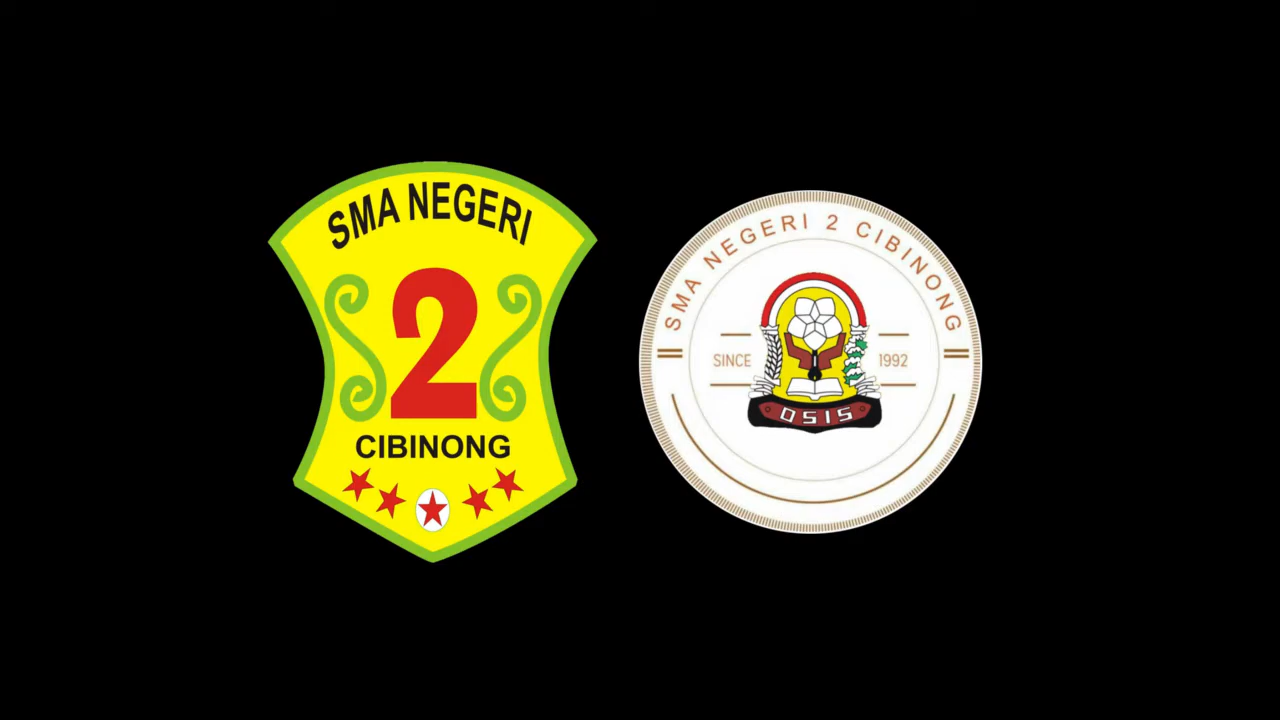 SMA NEGERI
2
CIBINONG
SMA NEGERI 2 CIBINONG
SINCE 1992
OSIS